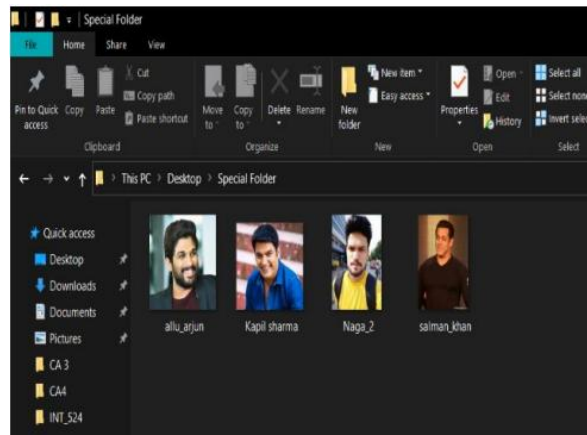 Special Folder
File Home Share View
Pin to Quick access
Copy
Paste
Cut
Copy path
Paste shortcut
Clipboard
Move to
Copy to
Delete
Rename
Organize
New folder
New item
Easy access
New
Properties
Open
Edit
History
Open
Select all
Select none
Invert selec
Select
This PC > Desktop > Special Folder
Quick access
Desktop
Downloads
Documents
Pictures
CA 3
CA4
INT_524
allu_arjun
Kapil sharma
Naga_2
salman_khan